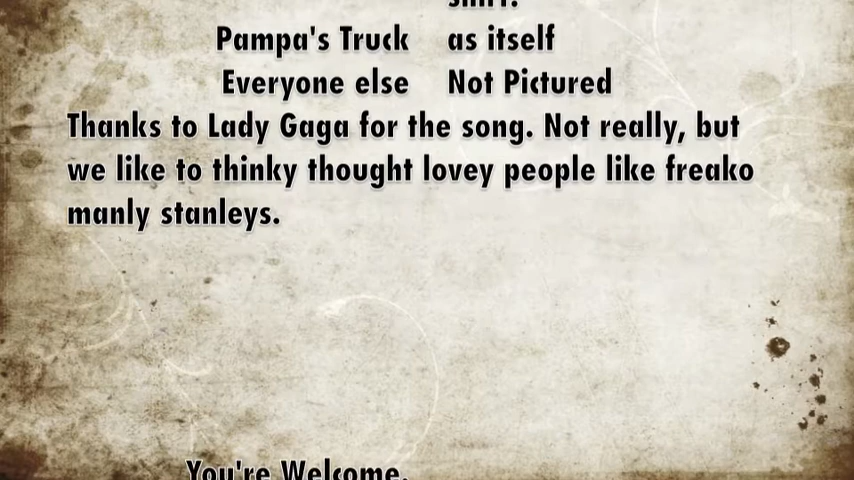 shirt.
Pampa's Truck as itself
Everyone else Not Pictured
Thanks to Lady Gaga for the song. Not really, but
we like to thinky thought lovey people like freako
manly stanleys.
You're Welcome.